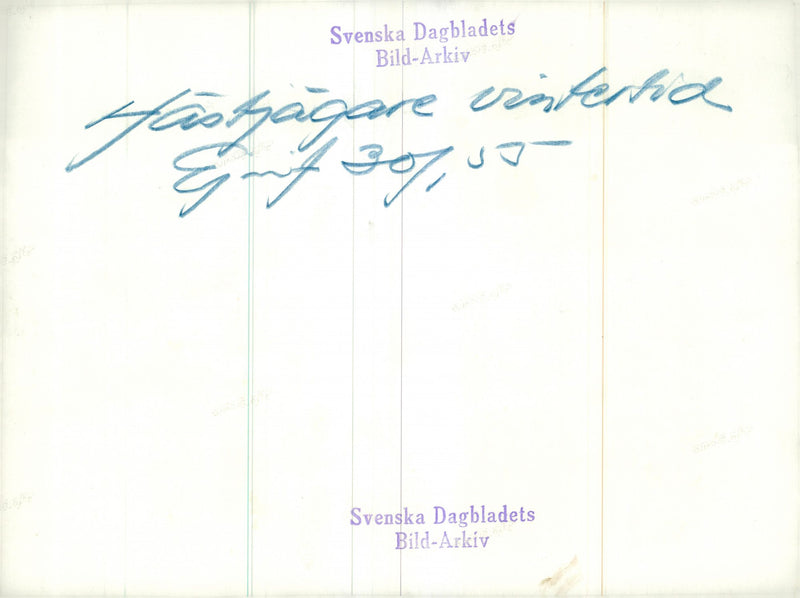 Svenska Dagbladets
Bild-Arkiv
Hästjägare vintertid
30/1 55
Svenska Dagbladets
Bild-Arkiv